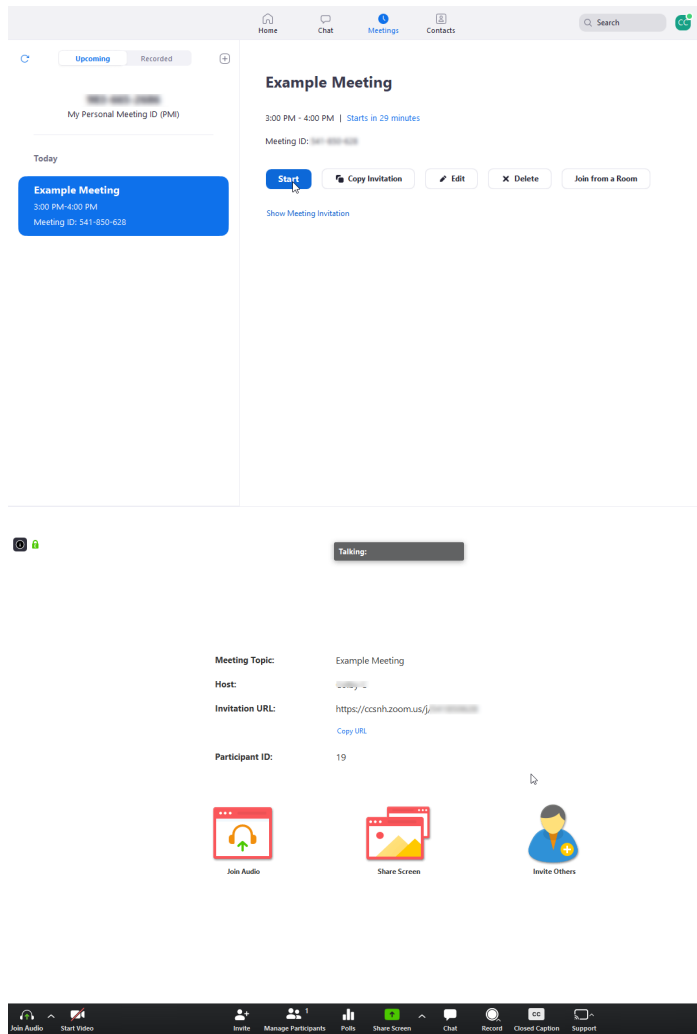 Home Chat Meetings Contacts Search CC
Upcoming Recorded
My Personal Meeting ID (PMI)
Today
Example Meeting
3:00 PM-4:00 PM
Meeting ID: 541-850-628
Example Meeting
3:00 PM - 4:00 PM | Starts in 29 minutes
Meeting ID:
Start Copy Invitation Edit Delete Join from a Room
Show Meeting Invitation
Talking:
Meeting Topic: Example Meeting
Host:
Invitation URL: https://ccsnh.zoom.us/j/
Copy URL
Participant ID: 19
Join Audio Share Screen Invite Others
1
CC
Join Audio Start Video Invite Manage Participants Polls Share Screen Chat Record Closed Caption Support